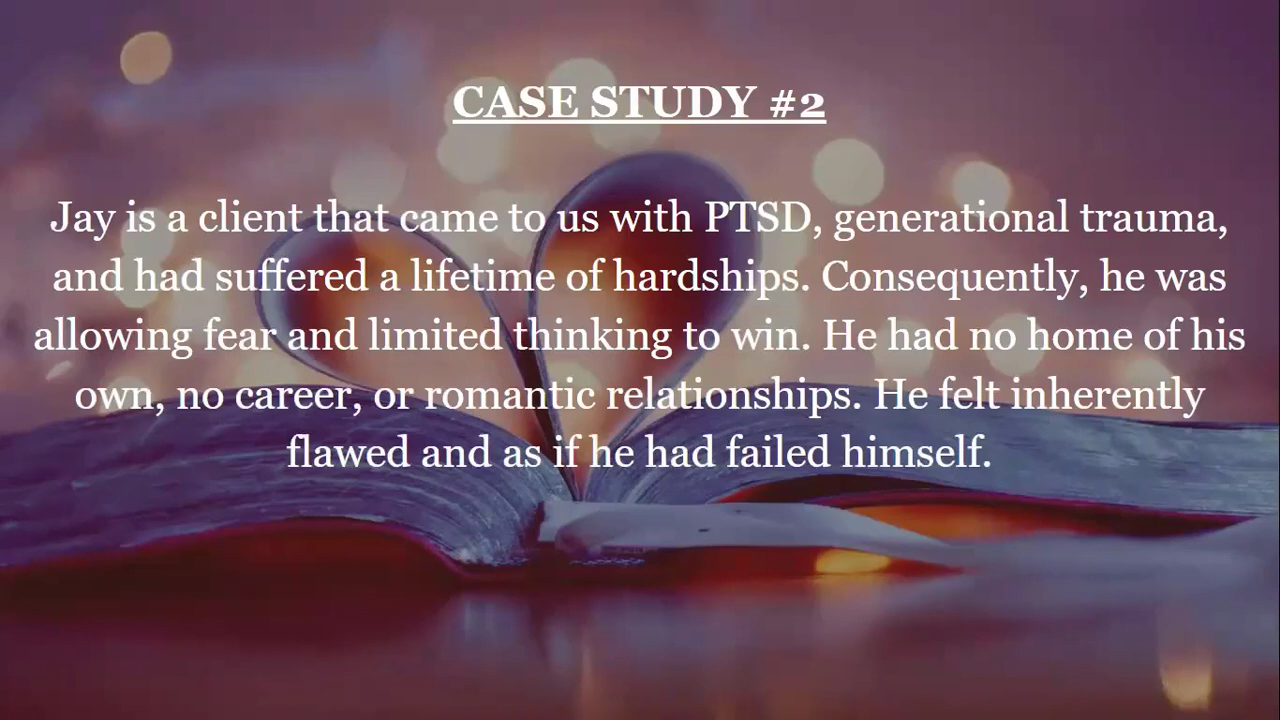 CASE STUDY #2
Jay is a client that came to us with PTSD, generational trauma,
and had suffered a lifetime of hardships. Consequently, he was
allowing fear and limited thinking to win. He had no home of his
own, no career, or romantic relationships. He felt inherently
flawed and as if he had failed himself.